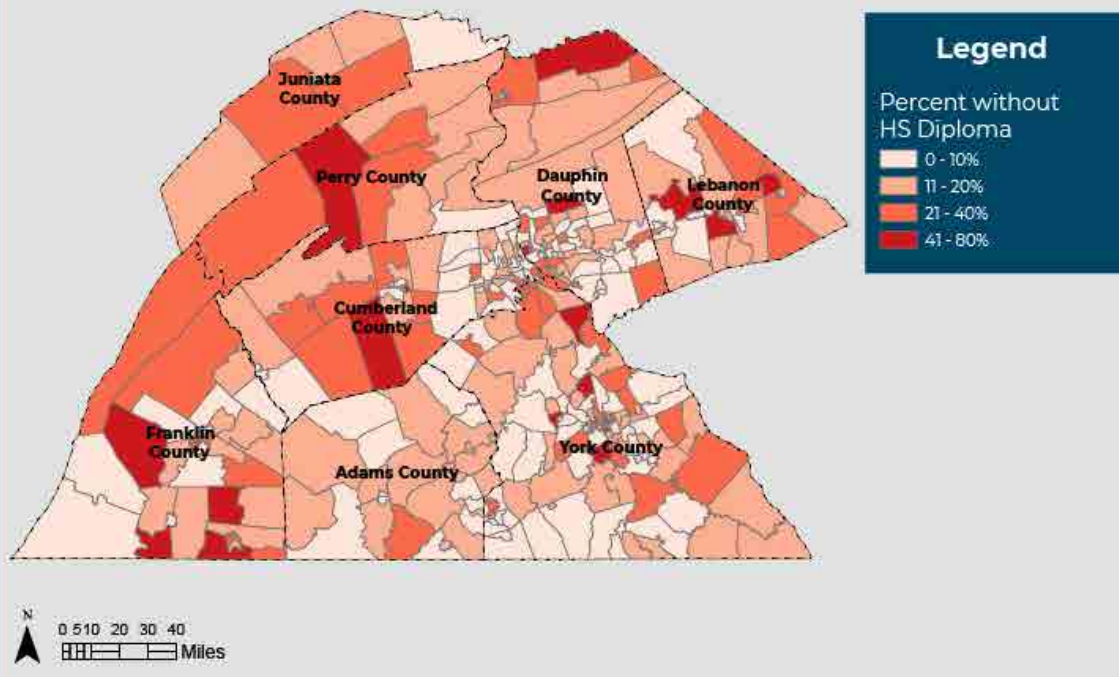 Legend
Percent without
HS Diploma
0 - 10%
11 - 20%
21 - 40%
41 - 80%
Juniata
County
Perry County
Dauphin
County
Lebanon
County
Cumberland
County
Franklin
County
Adams County
York County
N
0 5 10 20 30 40
Miles